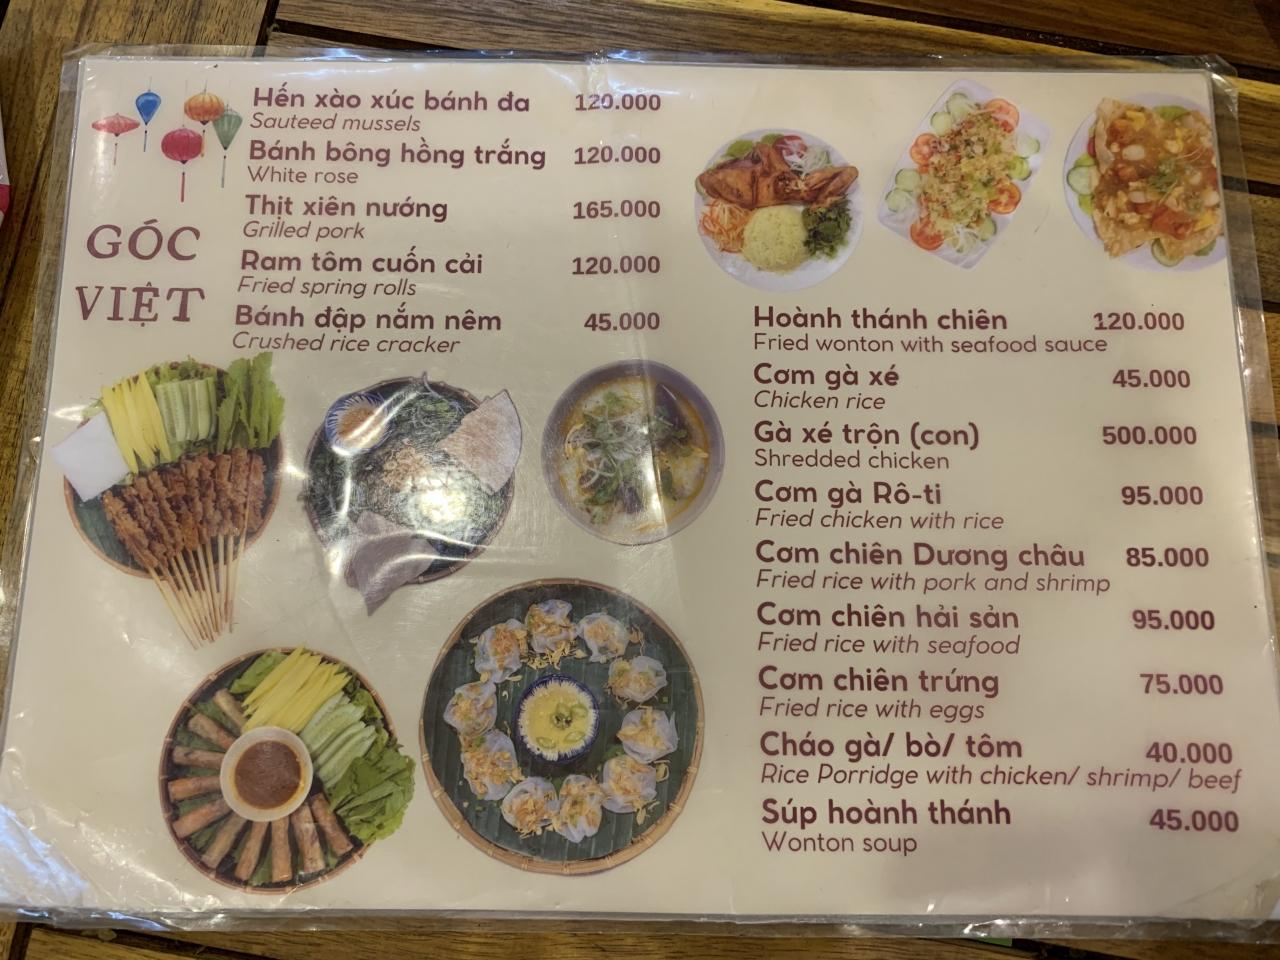 GÓC
VIỆT
Hến xào xúc bánh đa 120.000
Sauteed mussels
Bánh bông hồng trắng 120.000
White rose
Thịt xiên nướng 165.000
Grilled pork
Ram tôm cuốn cải 120.000
Fried spring rolls
Bánh đập nắm nêm 45.000
Crushed rice cracker
Hoành thánh chiên 120.000
Fried wonton with seafood sauce
Cơm gà xé 45.000
Chicken rice
Gà xé trộn (con) 500.000
Shredded chicken
Cơm gà Rô-ti 95.000
Fried chicken with rice
Cơm chiên Dương châu 85.000
Fried rice with pork and shrimp
Cơm chiên hải sản 95.000
Fried rice with seafood
Cơm chiên trứng 75.000
Fried rice with eggs
Cháo gà/ bò/ tôm 40.000
Rice Porridge with chicken/ shrimp/ beef
Súp hoành thánh 45.000
Wonton soup